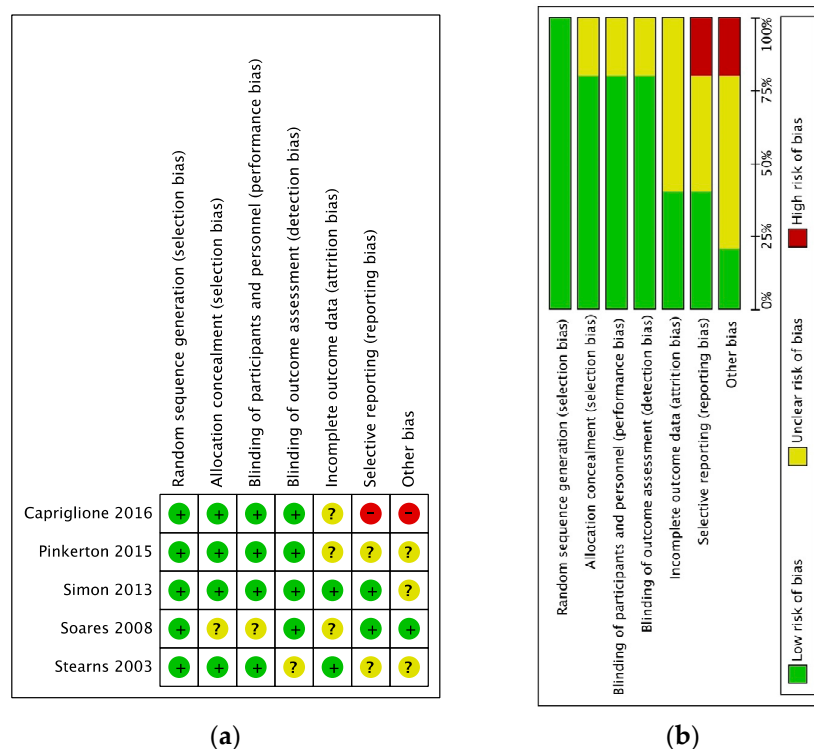 Random sequence generation (selection bias)
Allocation concealment (selection bias)
Blinding of participants and personnel (performance bias)
Blinding of outcome assessment (detection bias)
Incomplete outcome data (attrition bias)
Selective reporting (reporting bias)
Other bias
Capriglione 2016 + + + + ? - -
Pinkerton 2015 + + + + ? ? ?
Simon 2013 + + + + + + ?
Soares 2008 + ? ? + ? + +
Stearns 2003 + + + ? + ? ?
(a)
Random sequence generation (selection bias)
Allocation concealment (selection bias)
Blinding of participants and personnel (performance bias)
Blinding of outcome assessment (detection bias)
Incomplete outcome data (attrition bias)
Selective reporting (reporting bias)
Other bias
0% 25% 50% 75% 100%
Low risk of bias
Unclear risk of bias
High risk of bias
(b)